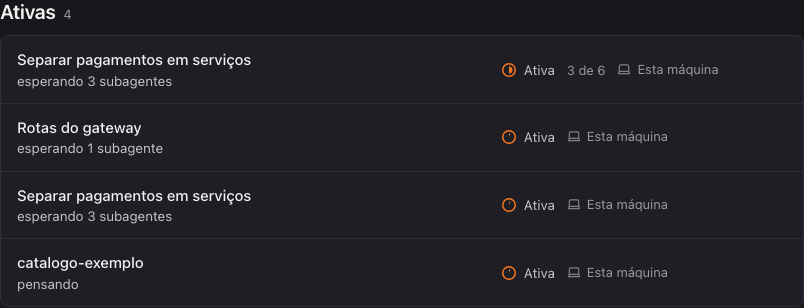 Ativas 4
Separar pagamentos em serviços
esperando 3 subagentes
Ativa 3 de 6 Esta máquina
Rotas do gateway
esperando 1 subagente
Ativa Esta máquina
Separar pagamentos em serviços
esperando 3 subagentes
Ativa Esta máquina
catalogo-exemplo
pensando
Ativa Esta máquina